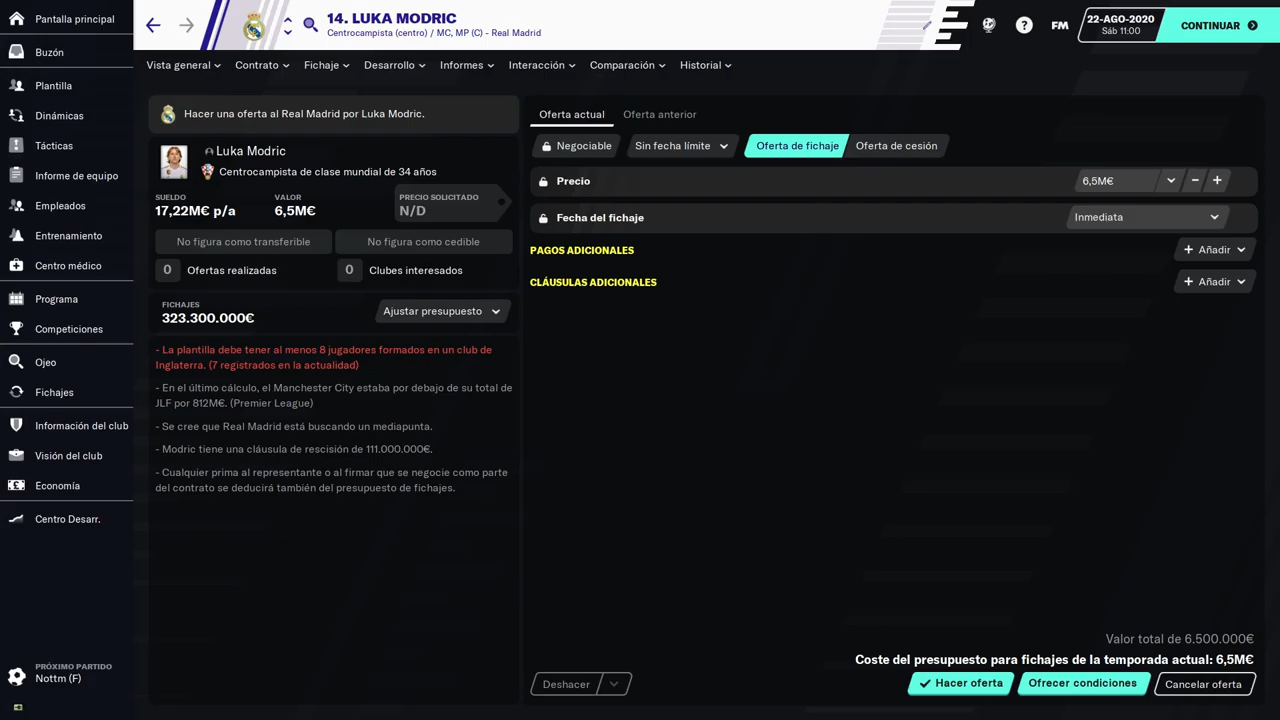 Pantalla principal
Buzón
Plantilla
Dinámicas
Tácticas
Informe de equipo
Empleados
Entrenamiento
Centro médico
Programa
Competiciones
Ojeo
Fichajes
Información del club
Visión del club
Economía
Centro Desarr.
PRÓXIMO PARTIDO
Nottm (F)
14. LUKA MODRIC
Centrocampista (centro) / MC, MP (C) - Real Madrid
?
FM
22-AGO-2020
Sáb 11:00
CONTINUAR
Vista general
Contrato
Fichaje
Desarrollo
Informes
Interacción
Comparación
Historial
Hacer una oferta al Real Madrid por Luka Modric.
Luka Modric
Centrocampista de clase mundial de 34 años
SUELDO
17,22M€ p/a
VALOR
6,5M€
PRECIO SOLICITADO
N/D
No figura como transferible
No figura como cedible
0 Ofertas realizadas
0 Clubes interesados
FICHAJES
323.300.000€
Ajustar presupuesto
- La plantilla debe tener al menos 8 jugadores formados en un club de
Inglaterra. (7 registrados en la actualidad)
- En el último cálculo, el Manchester City estaba por debajo de su total de
JLF por 812M€. (Premier League)
- Se cree que Real Madrid está buscando un mediapunta.
- Modric tiene una cláusula de rescisión de 111.000.000€.
- Cualquier prima al representante o al firmar que se negocie como parte
del contrato se deducirá también del presupuesto de fichajes.
Oferta actual
Oferta anterior
Negociable
Sin fecha límite
Oferta de fichaje
Oferta de cesión
Precio
6,5M€
- +
Fecha del fichaje
Inmediata
PAGOS ADICIONALES
+ Añadir
CLÁUSULAS ADICIONALES
+ Añadir
Valor total de 6.500.000€
Coste del presupuesto para fichajes de la temporada actual: 6,5M€
Deshacer
Hacer oferta
Ofrecer condiciones
Cancelar oferta